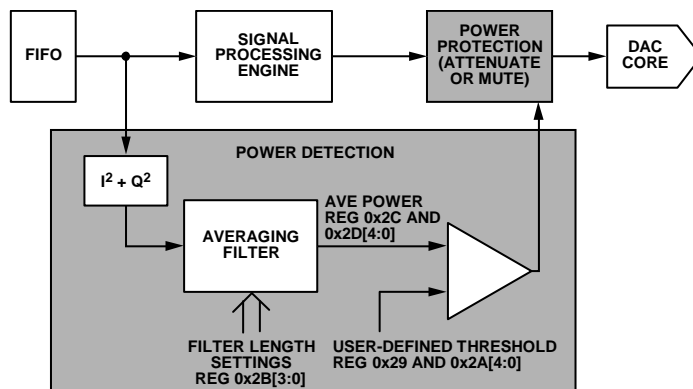 FIFO
SIGNAL
PROCESSING
ENGINE
POWER
PROTECTION
(ATTENUATE
OR MUTE)
DAC
CORE
POWER DETECTION
I² + Q²
AVERAGING
FILTER
AVE POWER
REG 0x2C AND
0x2D[4:0]
FILTER LENGTH
SETTINGS
REG 0x2B[3:0]
USER-DEFINED THRESHOLD
REG 0x29 AND 0x2A[4:0]